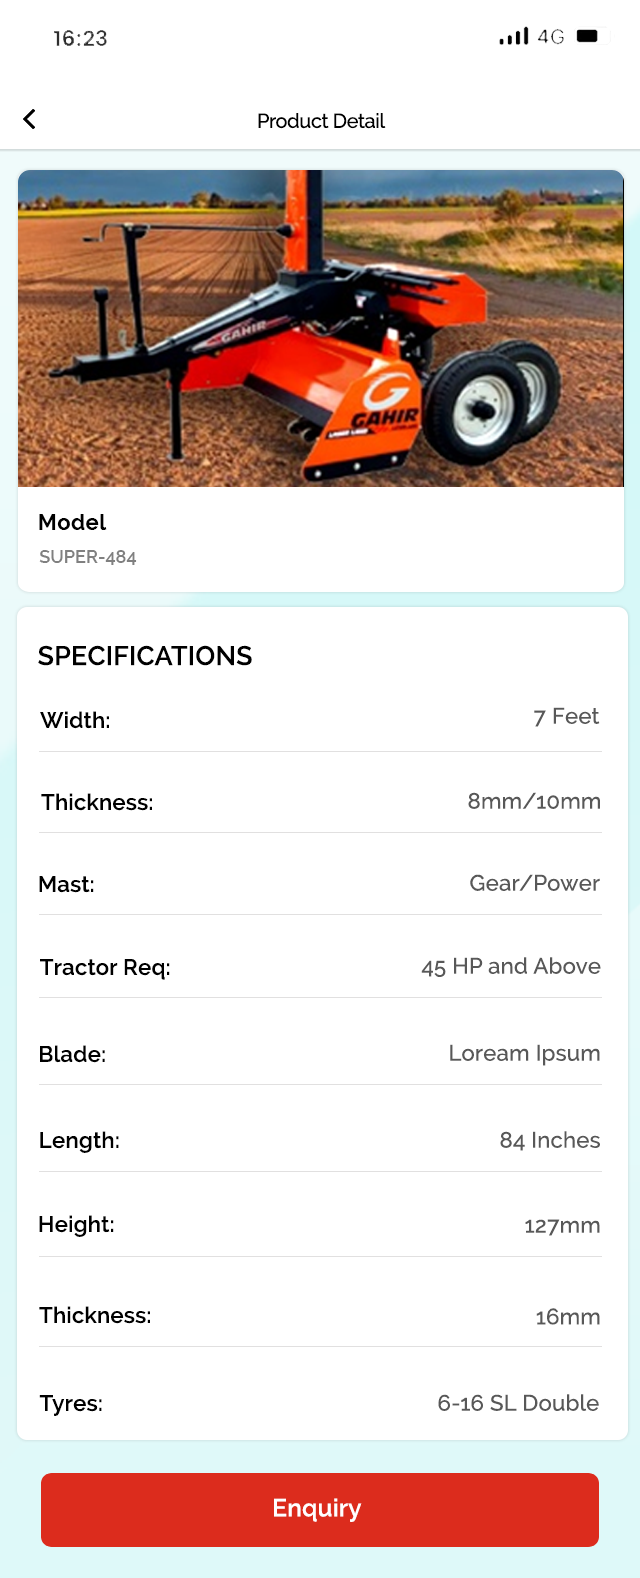 16:23 4G
Product Detail
GAHIR
GAHIR
Model
SUPER-484
SPECIFICATIONS
Width: 7 Feet
Thickness: 8mm/10mm
Mast: Gear/Power
Tractor Req: 45 HP and Above
Blade: Loream Ipsum
Length: 84 Inches
Height: 127mm
Thickness: 16mm
Tyres: 6-16 SL Double
Enquiry